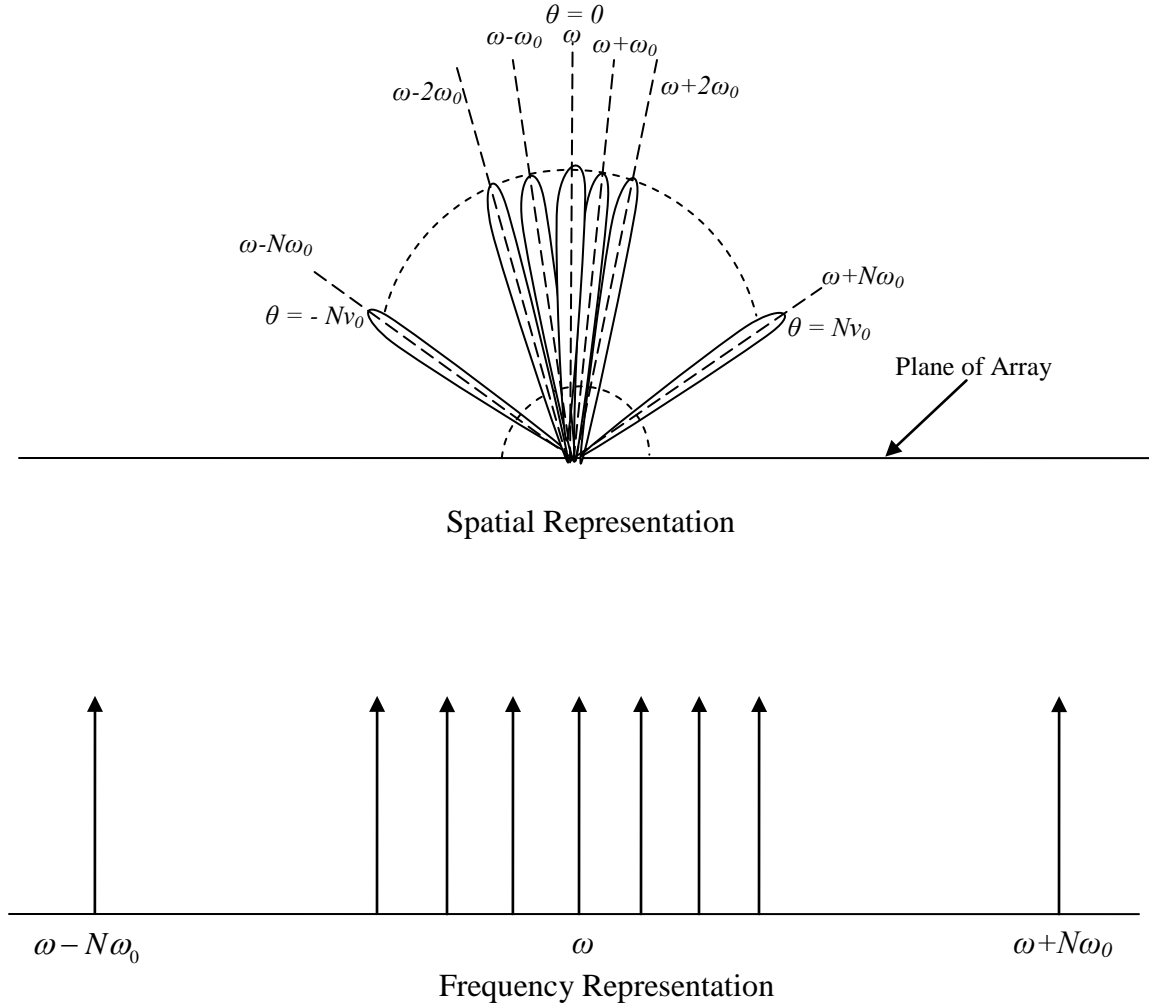 θ = 0
ω-ω₀ ω ω+ω₀
ω-2ω₀ ω+2ω₀
ω-Nω₀ ω+Nω₀
θ = - Nν₀ θ = Nν₀
Plane of Array
Spatial Representation
ω − Nω₀ ω ω+Nω₀
Frequency Representation